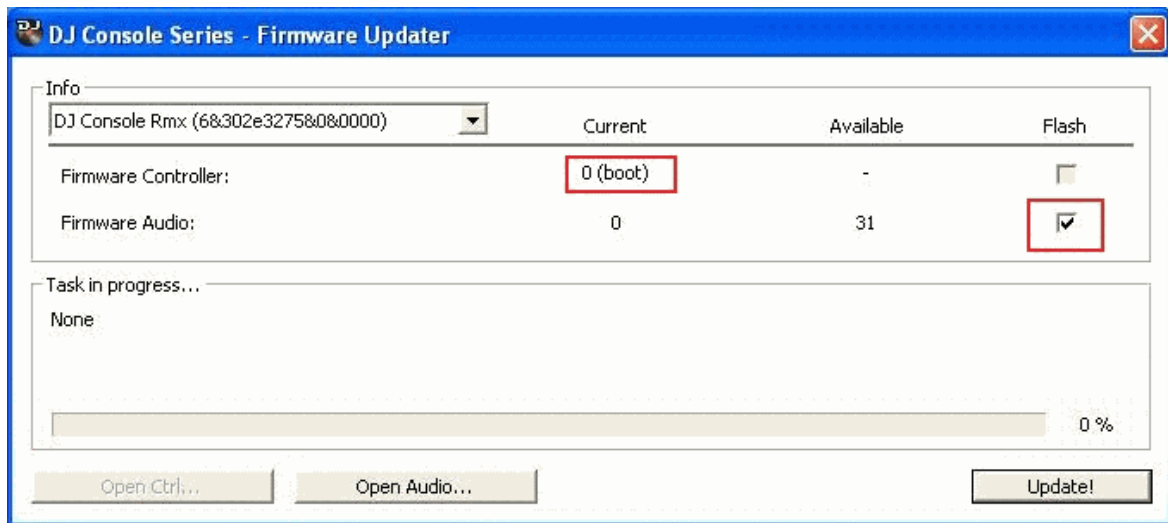 DJ Console Series - Firmware Updater
Info
DJ Console Rmx (6&302e3275&0&0000)
Current Available Flash
Firmware Controller: 0 (boot) -
Firmware Audio: 0 31
Task in progress...
None
0 %
Open Ctrl... Open Audio... Update!